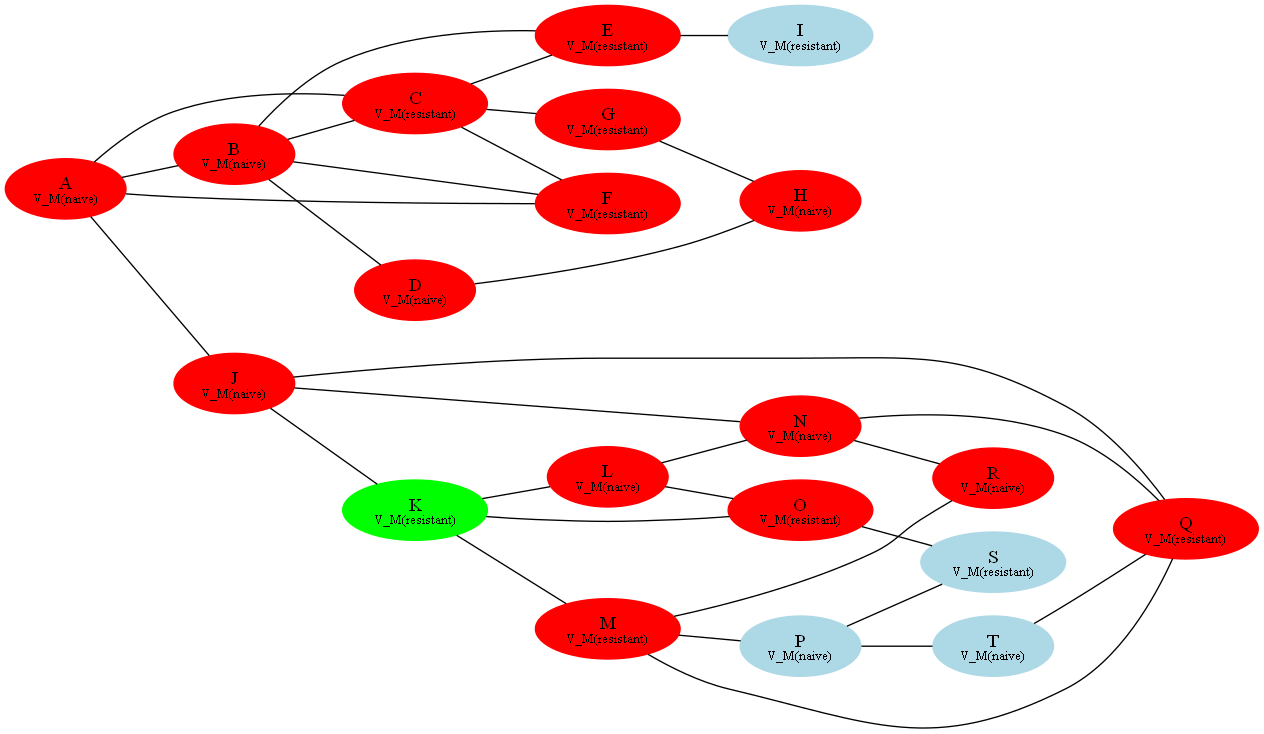 E
V_M(resistant)
I
V_M(resistant)
C
V_M(resistant)
G
V_M(resistant)
B
V_M(naive)
A
V_M(naive)
H
V_M(naive)
F
V_M(resistant)
D
V_M(naive)
J
V_M(naive)
N
V_M(naive)
L
V_M(naive)
R
V_M(naive)
K
V_M(resistant)
O
V_M(resistant)
Q
V_M(resistant)
S
V_M(resistant)
M
V_M(resistant)
P
V_M(naive)
T
V_M(naive)